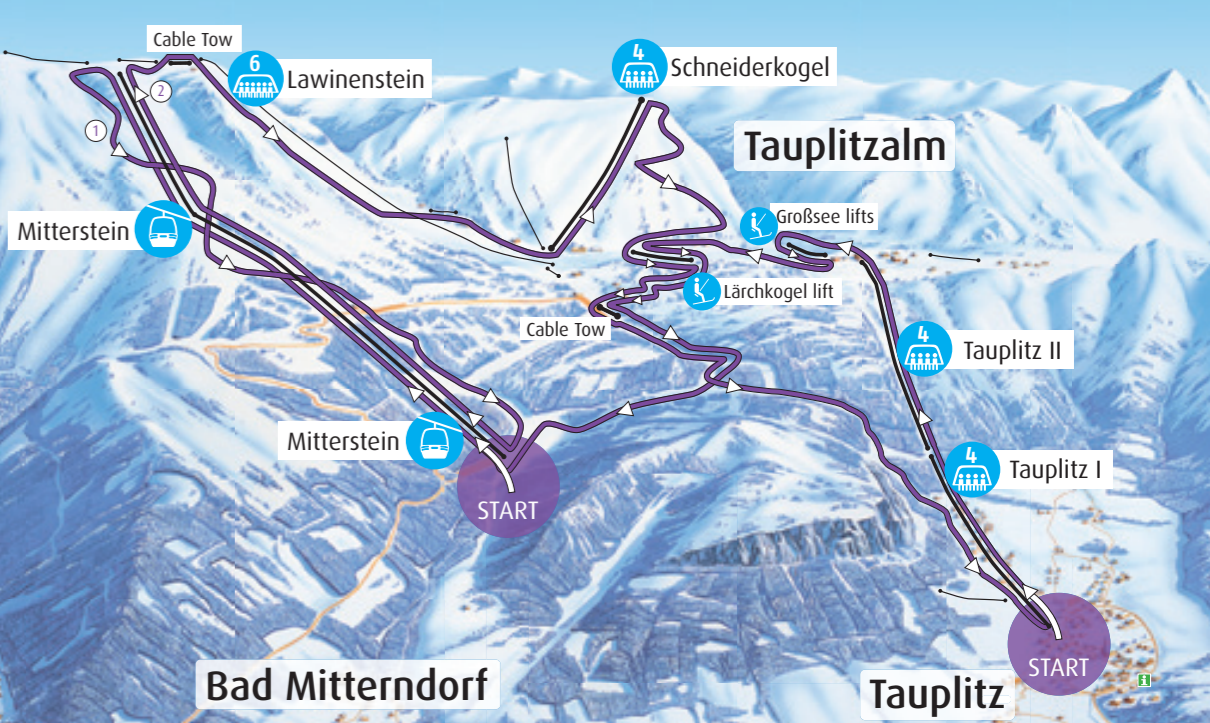 Cable Tow
6
Lawinenstein
4
Schneiderkogel
2
1
Tauplitzalm
Mitterstein
Großsee lifts
Lärchkogel lift
Cable Tow
4
Tauplitz II
Mitterstein
4
Tauplitz I
START
START
Bad Mitterndorf
Tauplitz
i